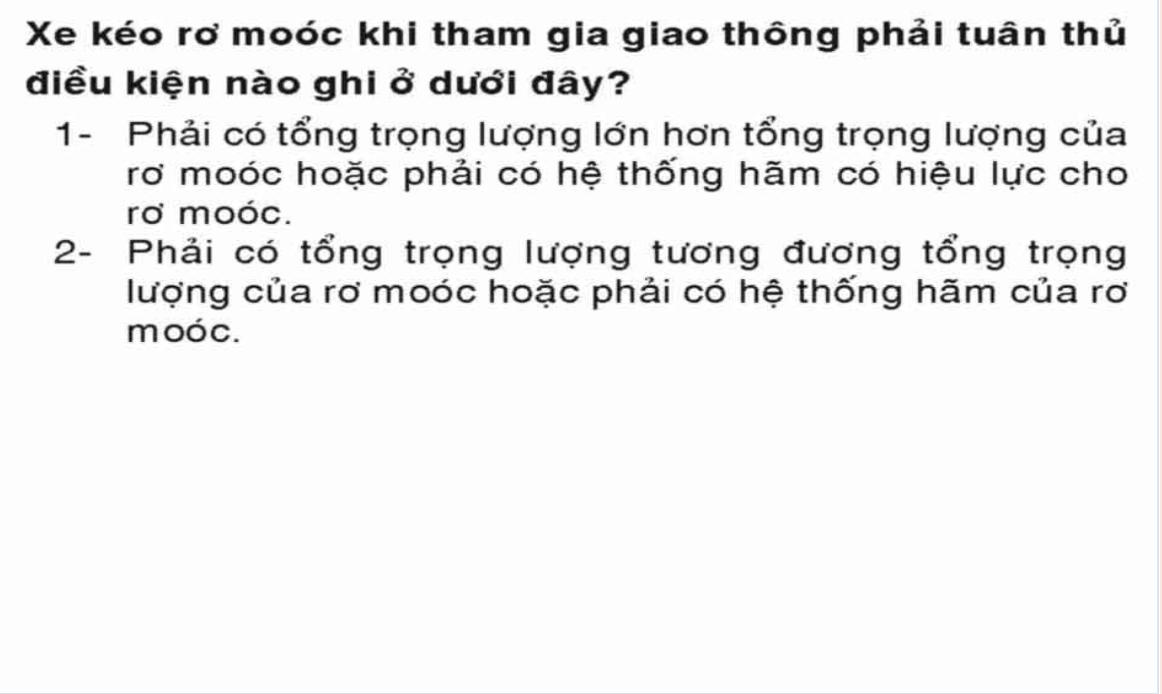 Xe kéo rơ moóc khi tham gia giao thông phải tuân thủ
điều kiện nào ghi ở dưới đây?
1- Phải có tổng trọng lượng lớn hơn tổng trọng lượng của
rơ moóc hoặc phải có hệ thống hãm có hiệu lực cho
rơ moóc.
2- Phải có tổng trọng lượng tương đương tổng trọng
lượng của rơ moóc hoặc phải có hệ thống hãm của rơ
moóc.